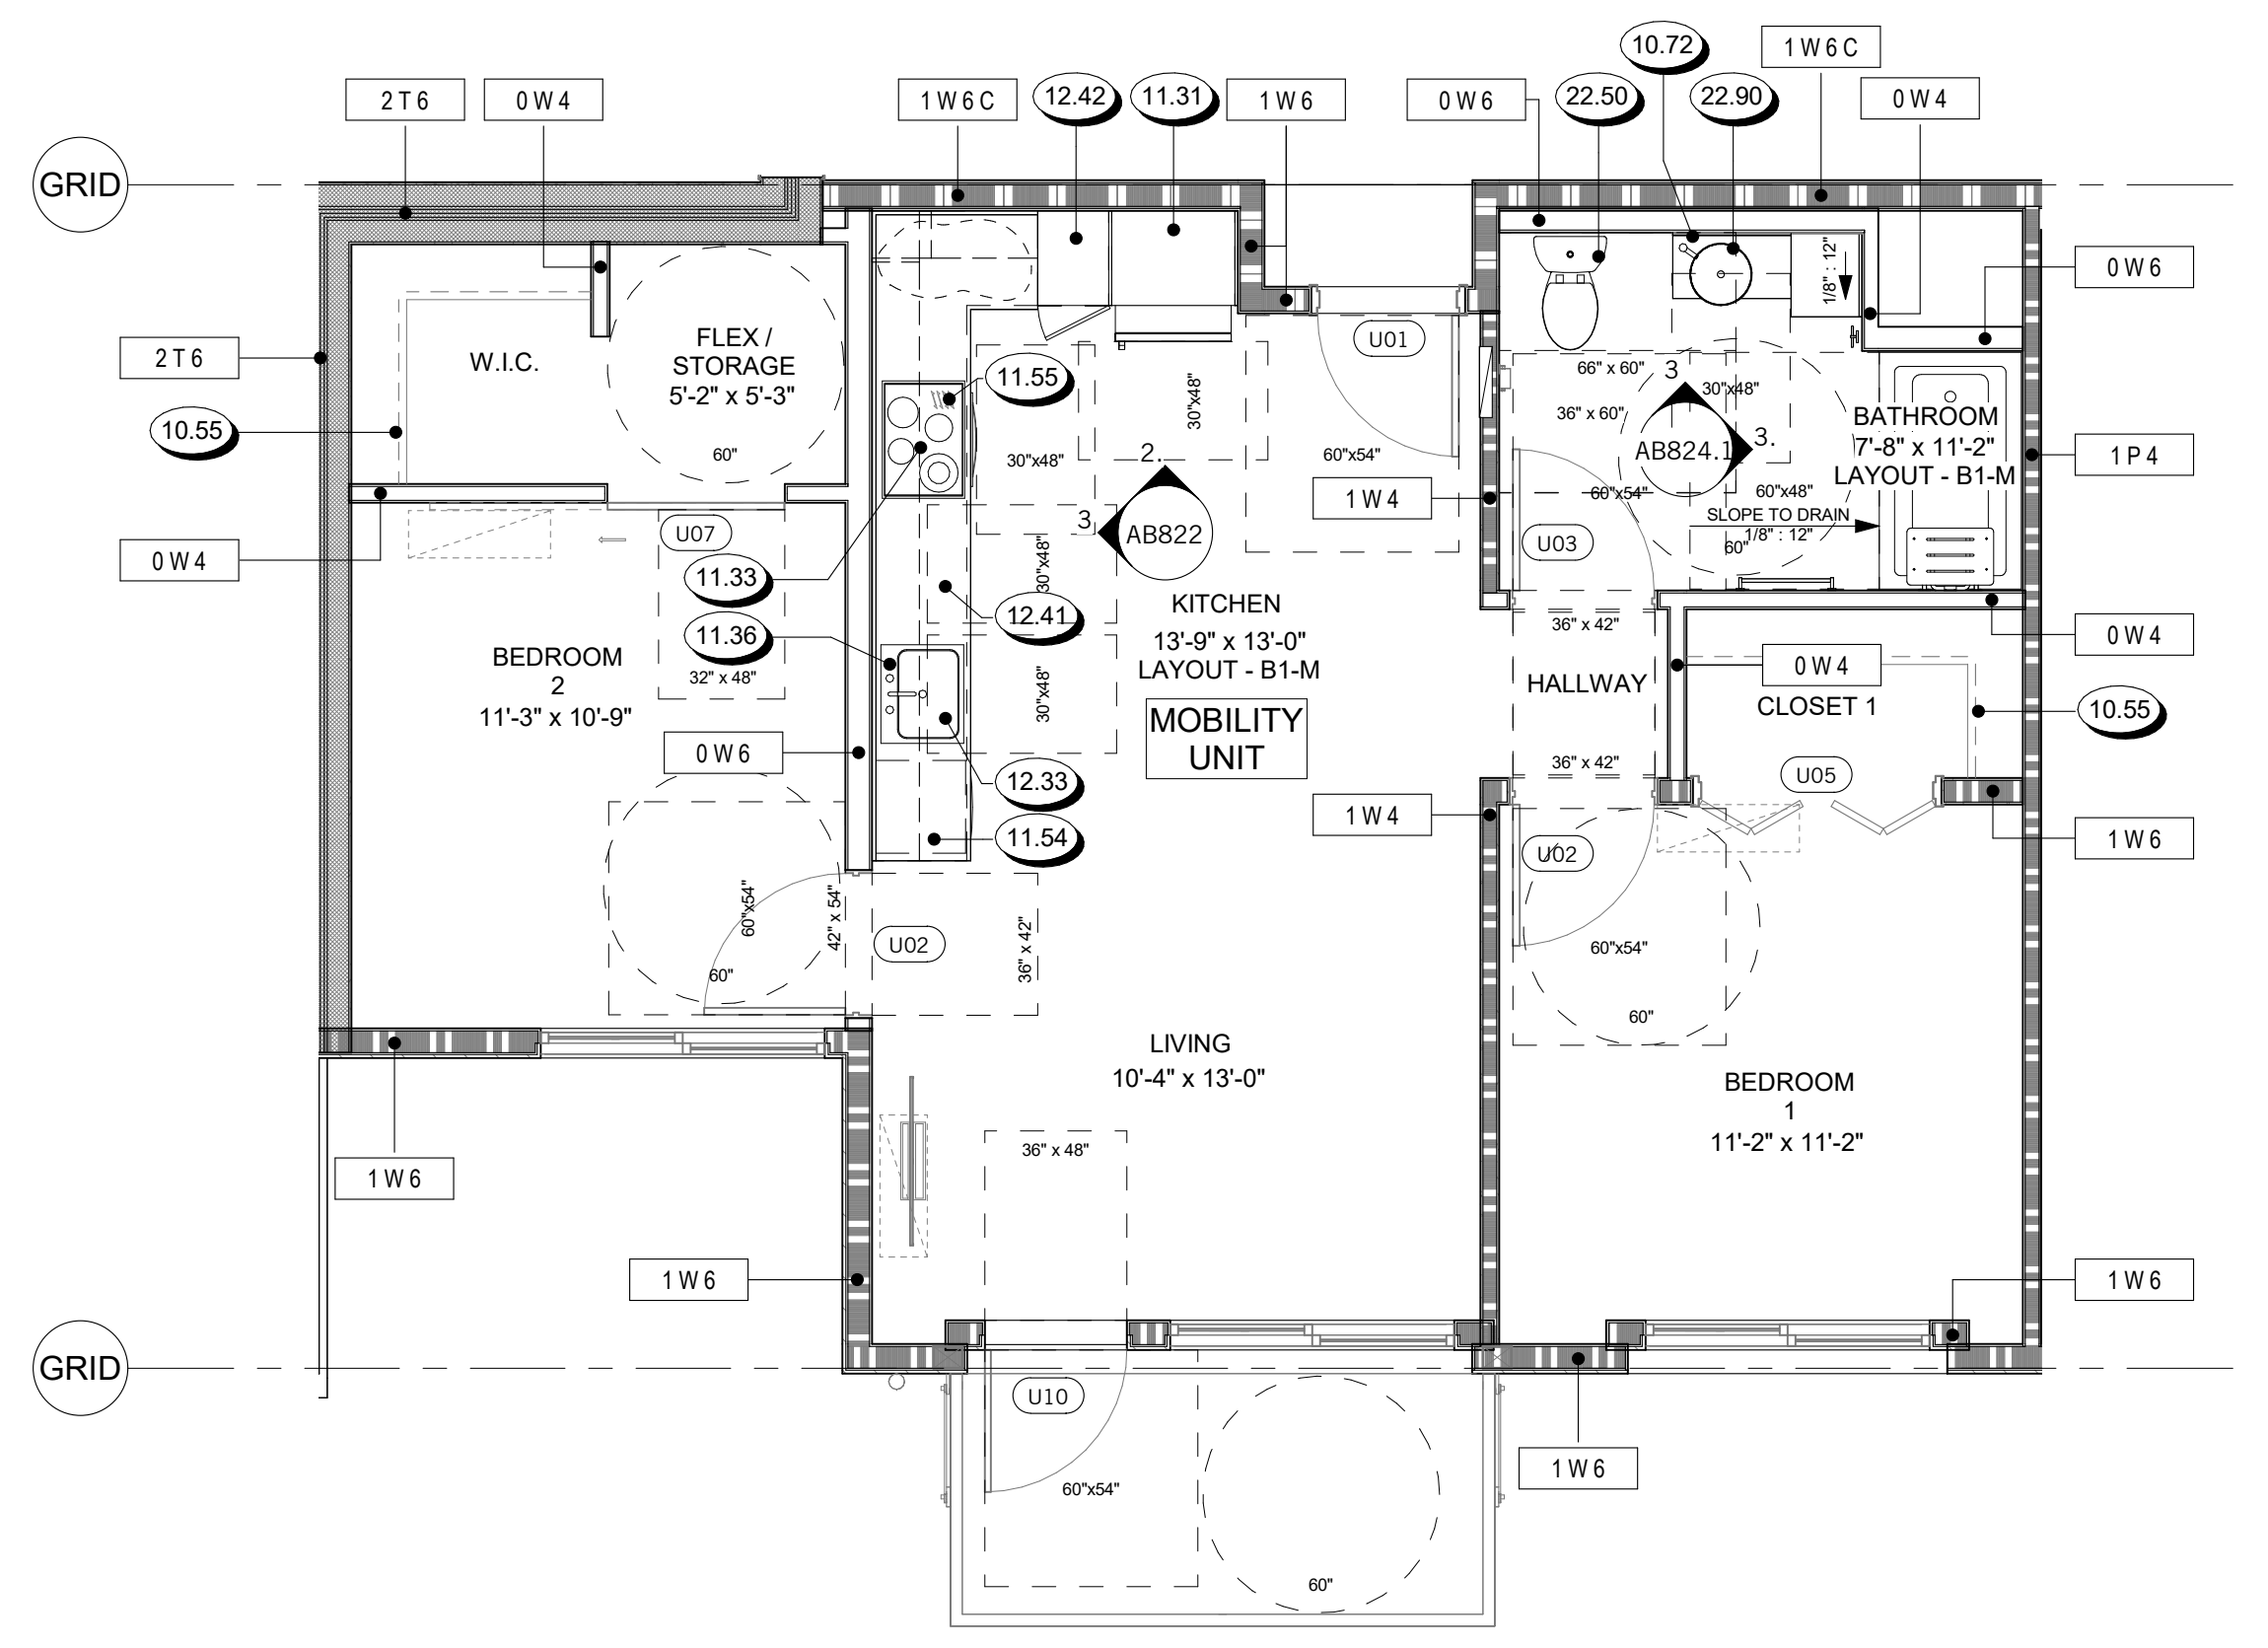 10.72
1W6C
2T6
0W4
1W6C
12.42
11.31
1W6
0W6
22.50
22.90
0W4
GRID
1/8" : 12"
0W6
2T6
W.I.C.
FLEX /
STORAGE
5'-2" x 5'-3"
60"
10.55
11.55
30"x48"
30"x48"
U01
60"x54"
66" x 60"
3
30"x48"
36" x 60"
AB824.1
3.
BATHROOM
7'-8" x 11'-2"
LAYOUT - B1-M
1P4
2.
3.
AB822
1W4
60"x54"
60"x48"
SLOPE TO DRAIN
1/8" : 12"
60"
U03
0W4
U07
11.33
30"x48"
12.41
11.36
32" x 48"
KITCHEN
13'-9" x 13'-0"
LAYOUT - B1-M
MOBILITY
UNIT
36" x 42"
HALLWAY
36" x 42"
0W4
CLOSET 1
0W4
10.55
BEDROOM
2
11'-3" x 10'-9"
30"x48"
0W6
12.33
11.54
1W4
U05
1W6
U02
60"x54"
60"
60"x54"
42" x 54"
60"
U02
36" x 42"
LIVING
10'-4" x 13'-0"
BEDROOM
1
11'-2" x 11'-2"
36" x 48"
1W6
1W6
1W6
GRID
U10
1W6
60"x54"
60"